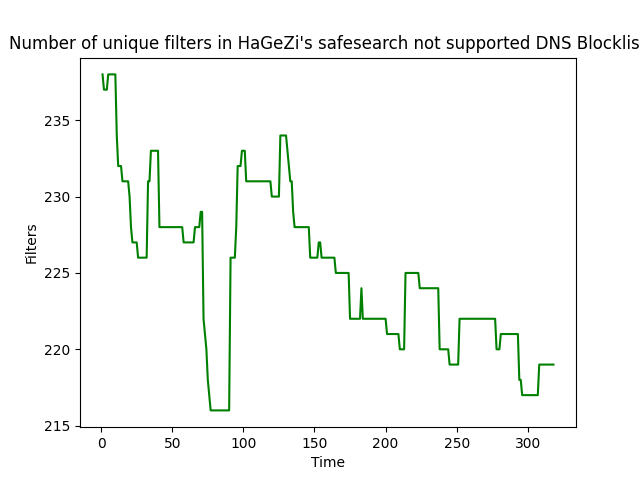 Number of unique filters in HaGeZi's safesearch not supported DNS Blocklis
235
230
225
220
215
Filters
0 50 100 150 200 250 300
Time